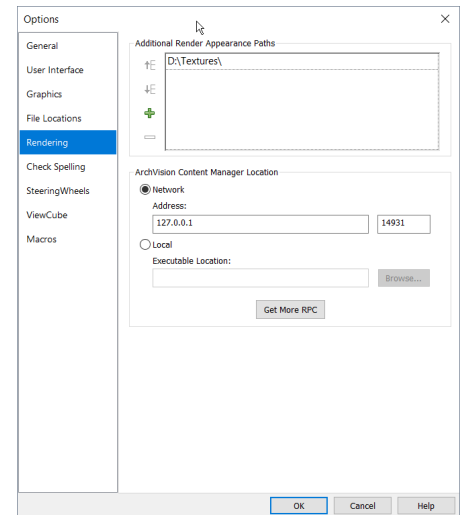 Options
General
User Interface
Graphics
File Locations
Rendering
Check Spelling
SteeringWheels
ViewCube
Macros
Additional Render Appearance Paths
D:\Textures\
ArchVision Content Manager Location
Network
Address:
127.0.0.1 14931
Local
Executable Location:
Browse...
Get More RPC
OK Cancel Help